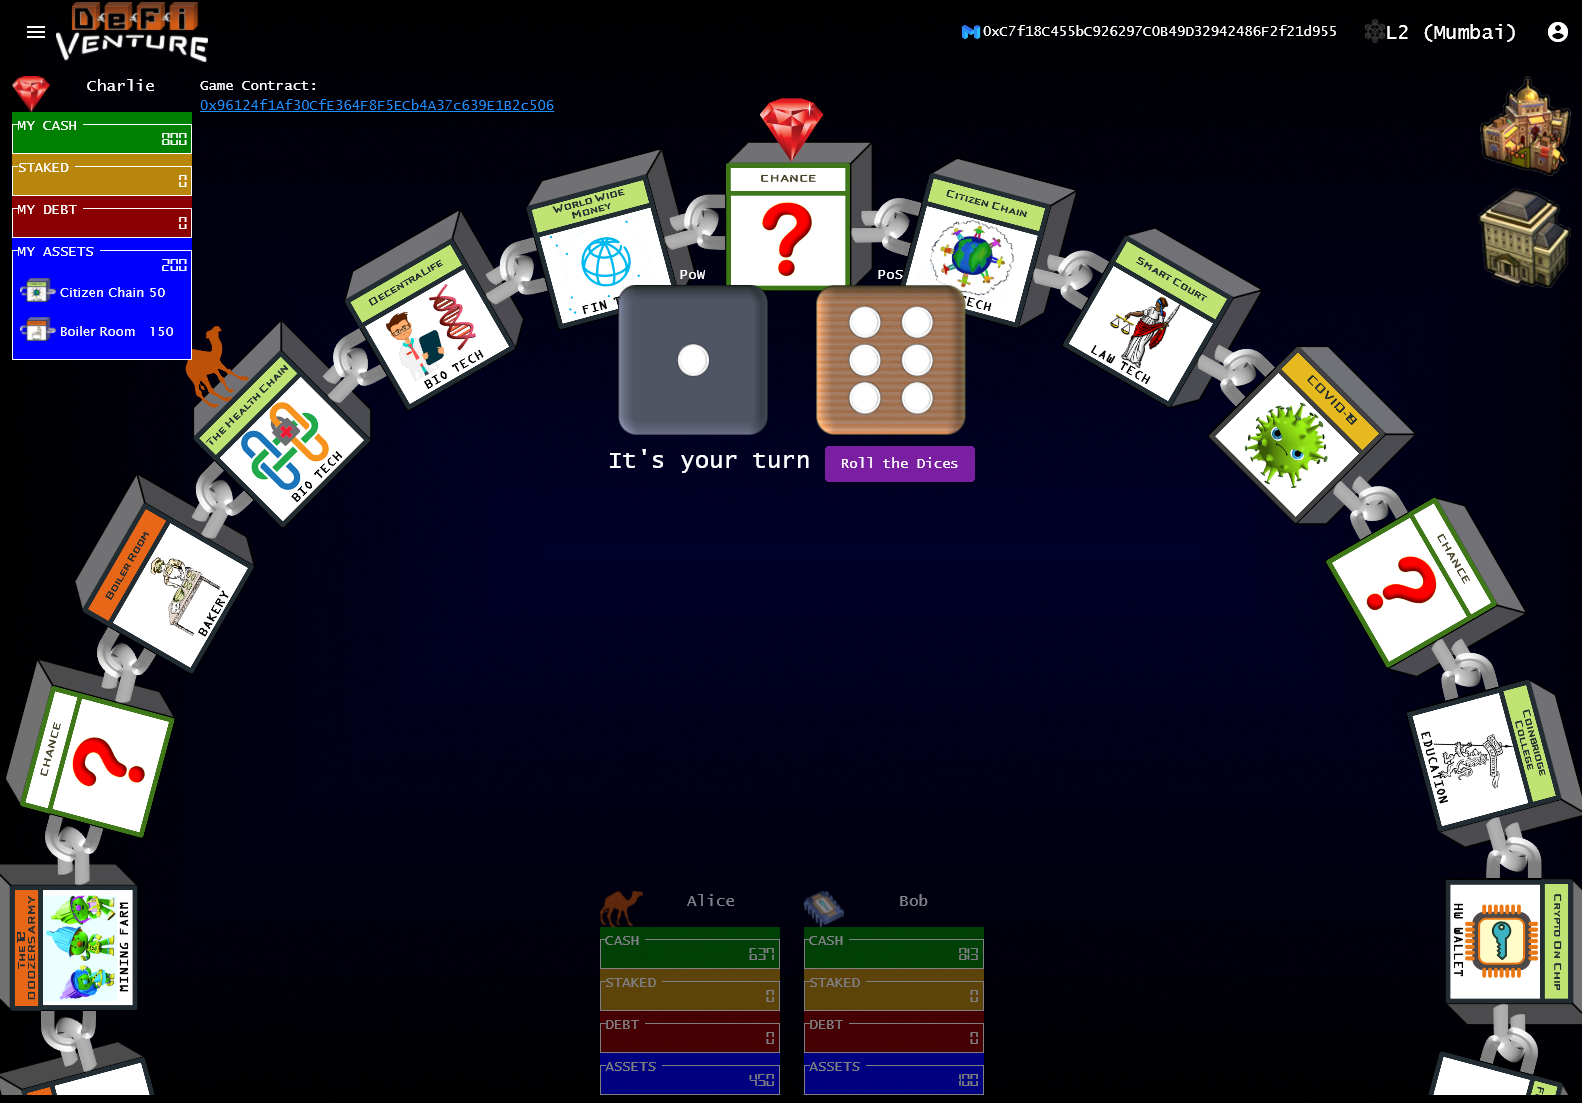 DeFi
VENTURE
0xC7f18C455bC926297C0B49D32942486F2f21d955
L2 (Mumbai)
Charlie
Game Contract:
0x96124f1Af30CfE364F8F5ECb4A37c639E1B2c506
MY CASH
800
STAKED
0
MY DEBT
0
MY ASSETS
200
Citizen Chain 50
Boiler Room 150
CHANCE
WORLD WIDE
MONEY
FIN T
CITIZEN CHAIN
TECH
DECENTRALIFE
BIO TECH
SMART COURT
LAW TECH
THE HEALTH CHAIN
BIO TECH
COVID-19
BOILER ROOM
BAKERY
CHANCE
CHANCE
COINBRIDGE
COLLEGE
EDUCATION
MINING FARM
CRYPTO ON CHIP
HW WALLET
PoW
PoS
It's your turn
Roll the Dices
Alice
CASH
637
STAKED
0
DEBT
0
ASSETS
450
Bob
CASH
813
STAKED
0
DEBT
0
ASSETS
100